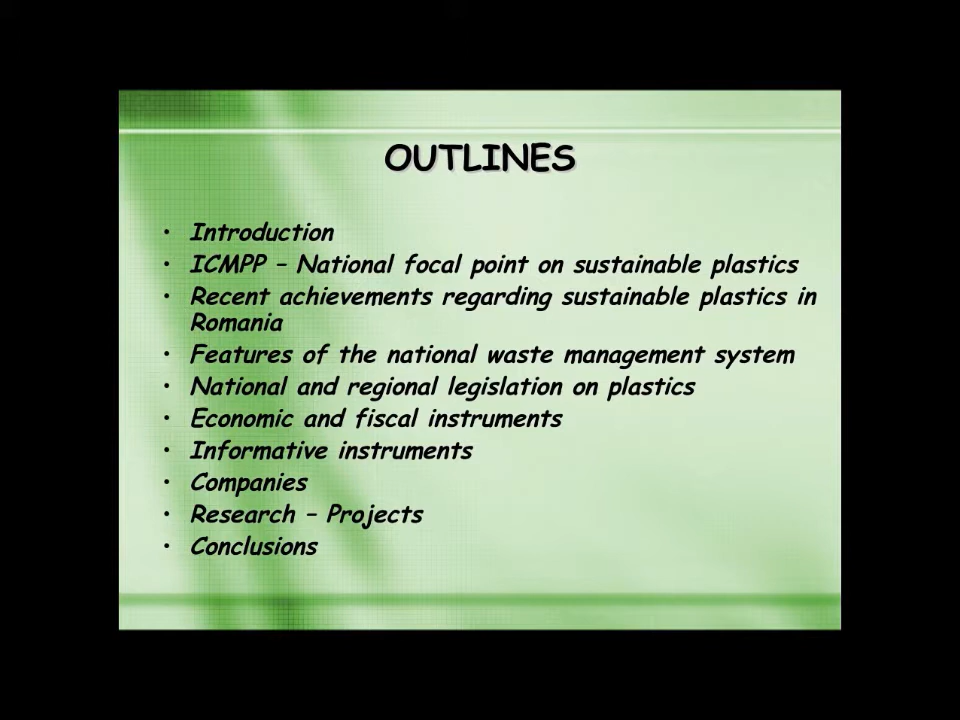 OUTLINES
• Introduction
• ICMPP – National focal point on sustainable plastics
• Recent achievements regarding sustainable plastics in
Romania
• Features of the national waste management system
• National and regional legislation on plastics
• Economic and fiscal instruments
• Informative instruments
• Companies
• Research – Projects
• Conclusions